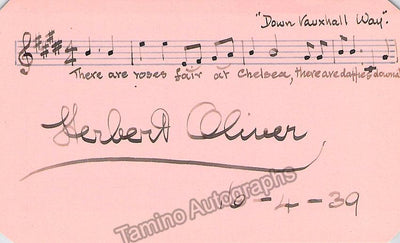 "Down Vauxhall Way".
There are roses fair at Chelsea, there are daffies down a
Herbert Oliver
Tamino Autographs
-4-39